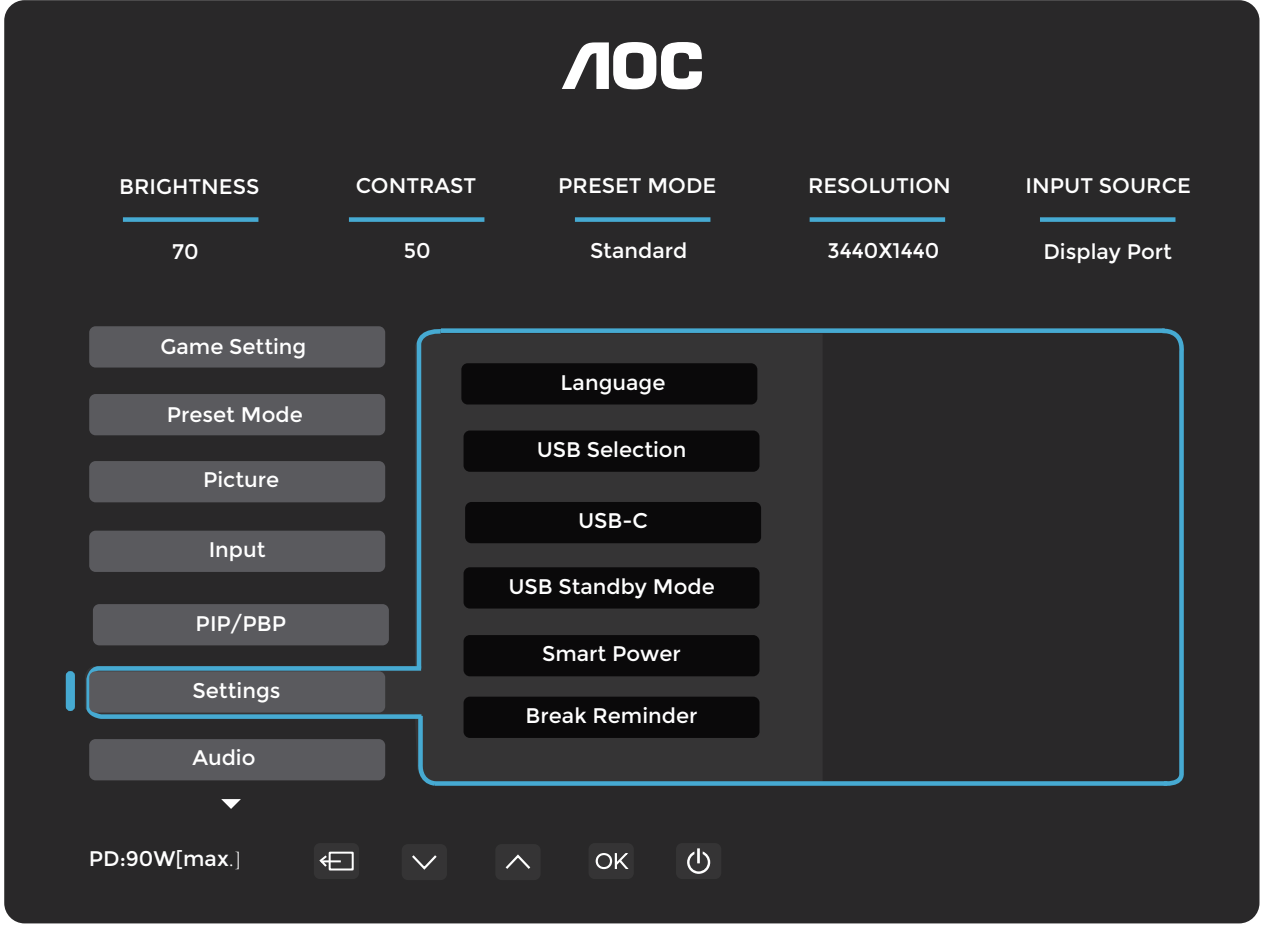 AOC
BRIGHTNESS CONTRAST PRESET MODE RESOLUTION INPUT SOURCE
70 50 Standard 3440X1440 Display Port
Game Setting
Preset Mode
Picture
Input
PIP/PBP
Settings
Audio
Language
USB Selection
USB-C
USB Standby Mode
Smart Power
Break Reminder
PD:90W[max.] OK